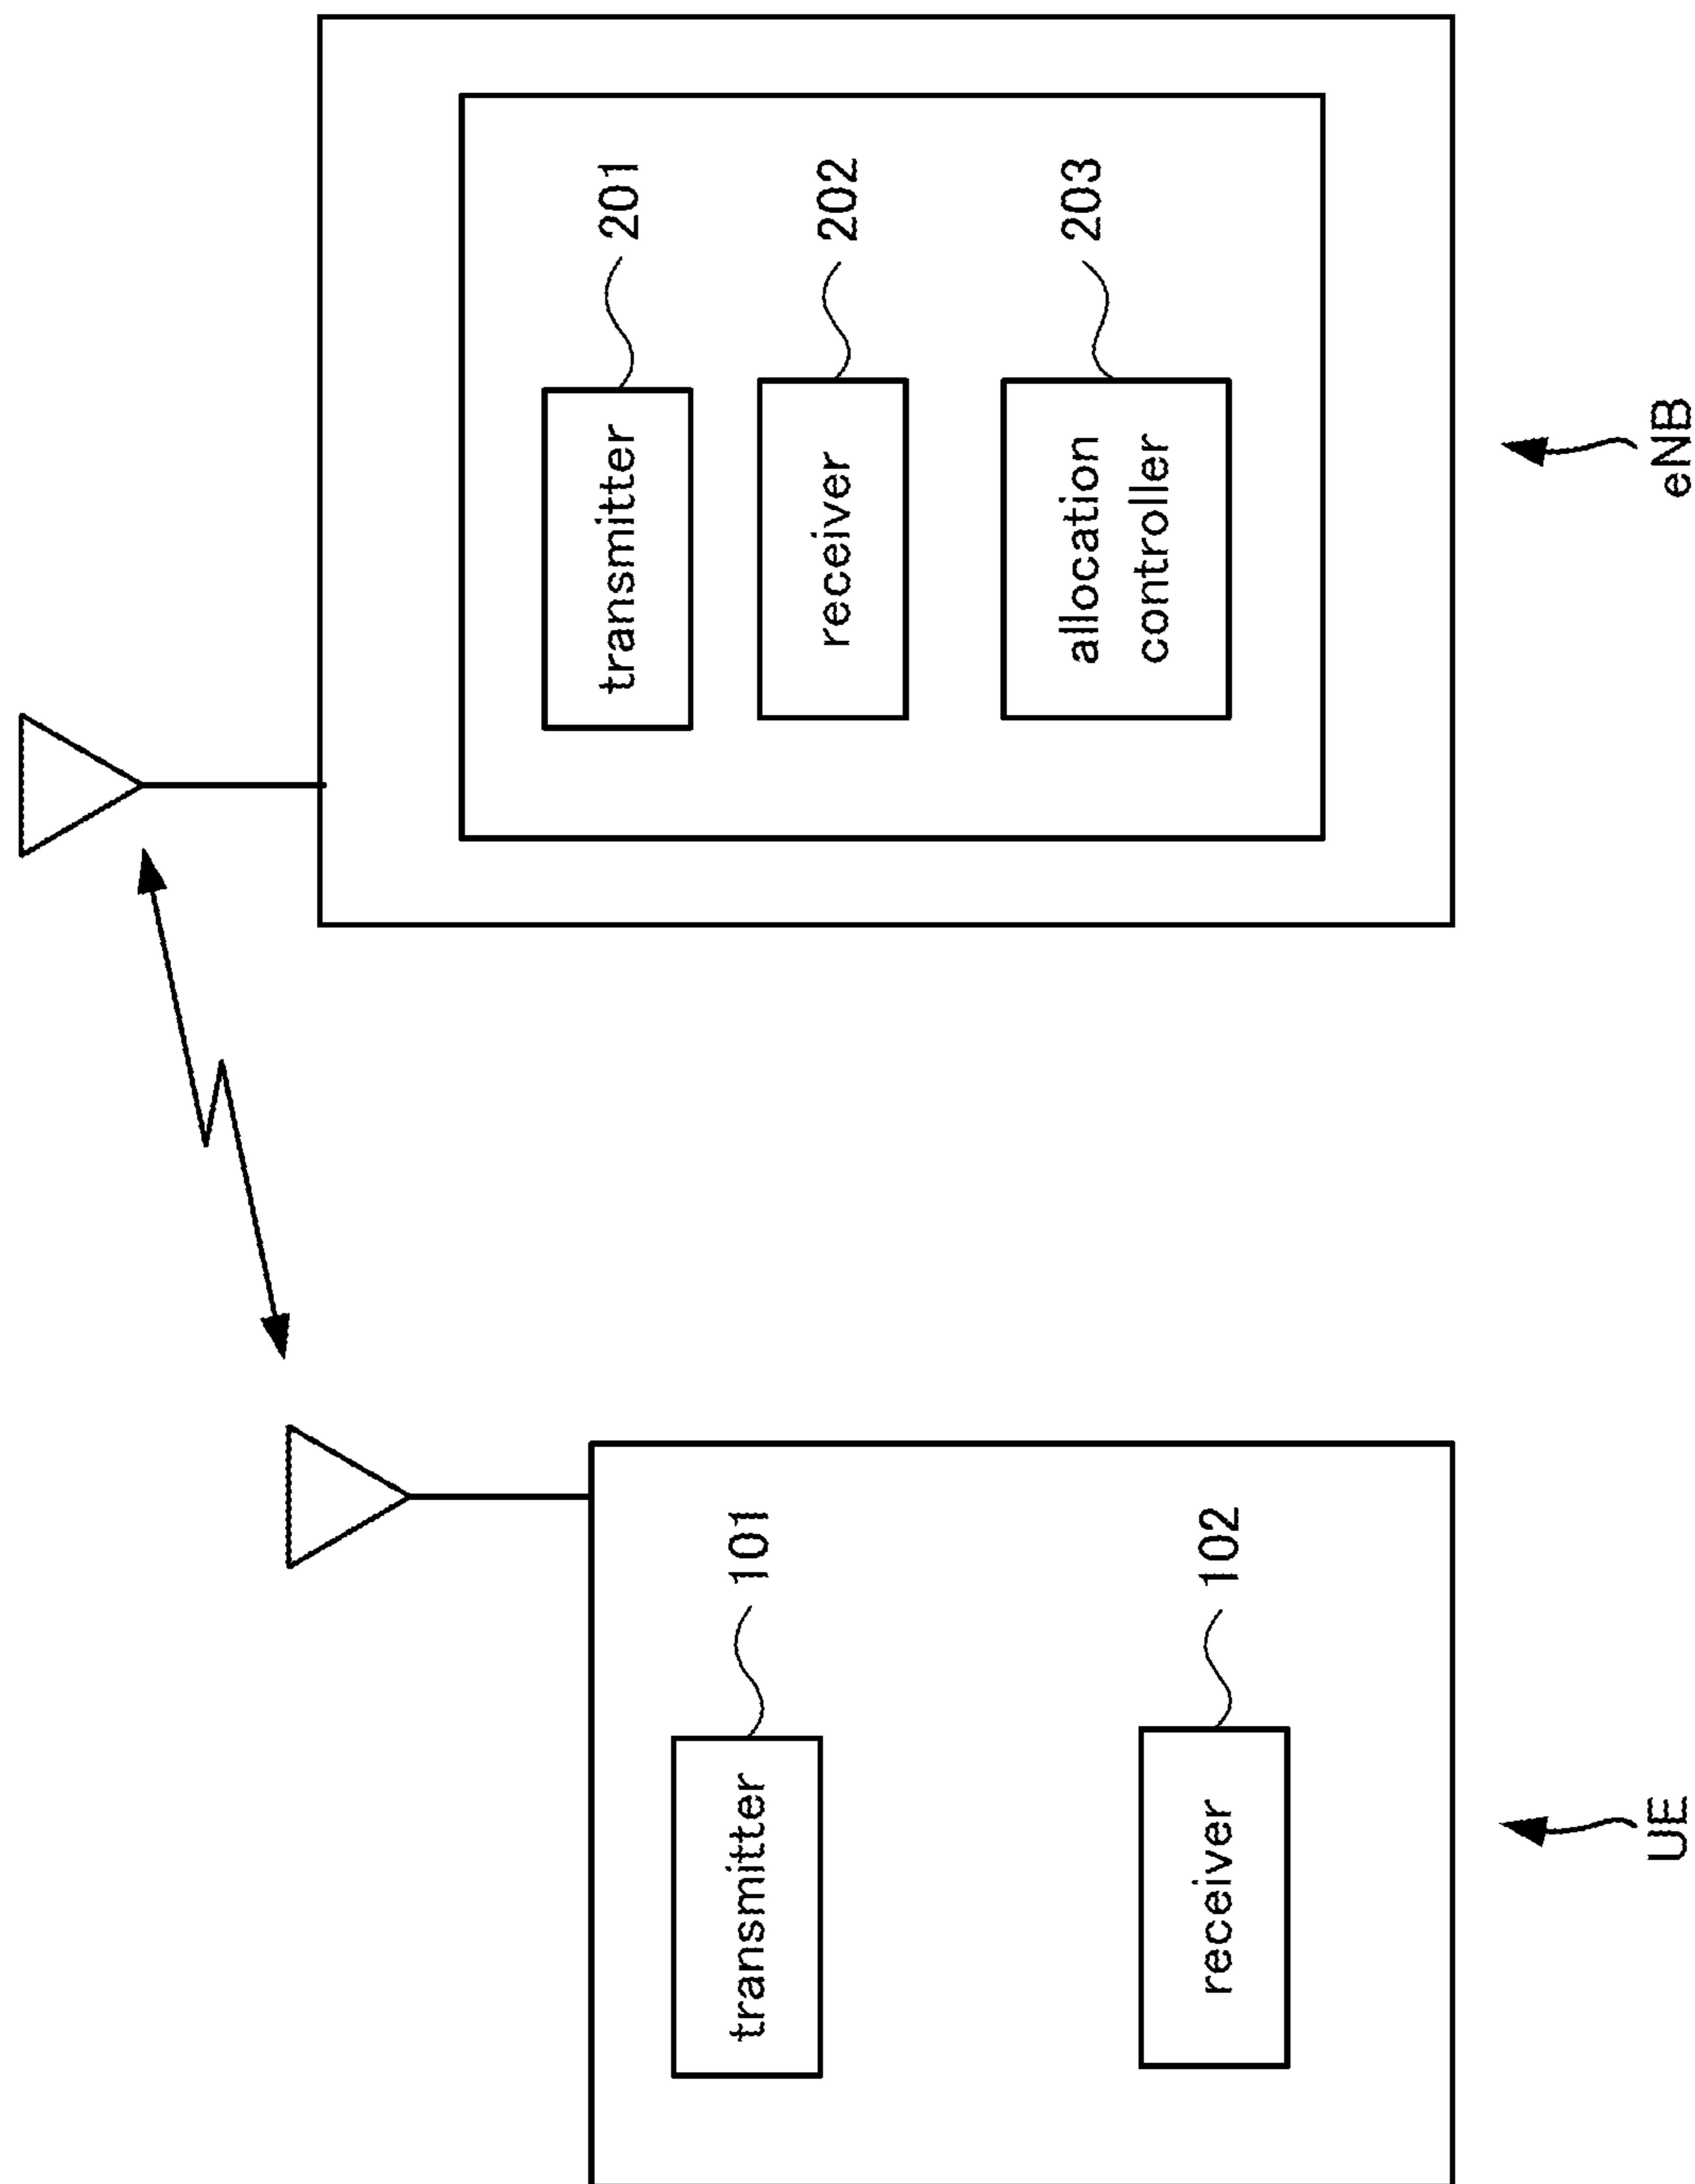 transmitter
101
receiver
102
UE
transmitter
201
receiver
202
allocation
controller
203
eNB